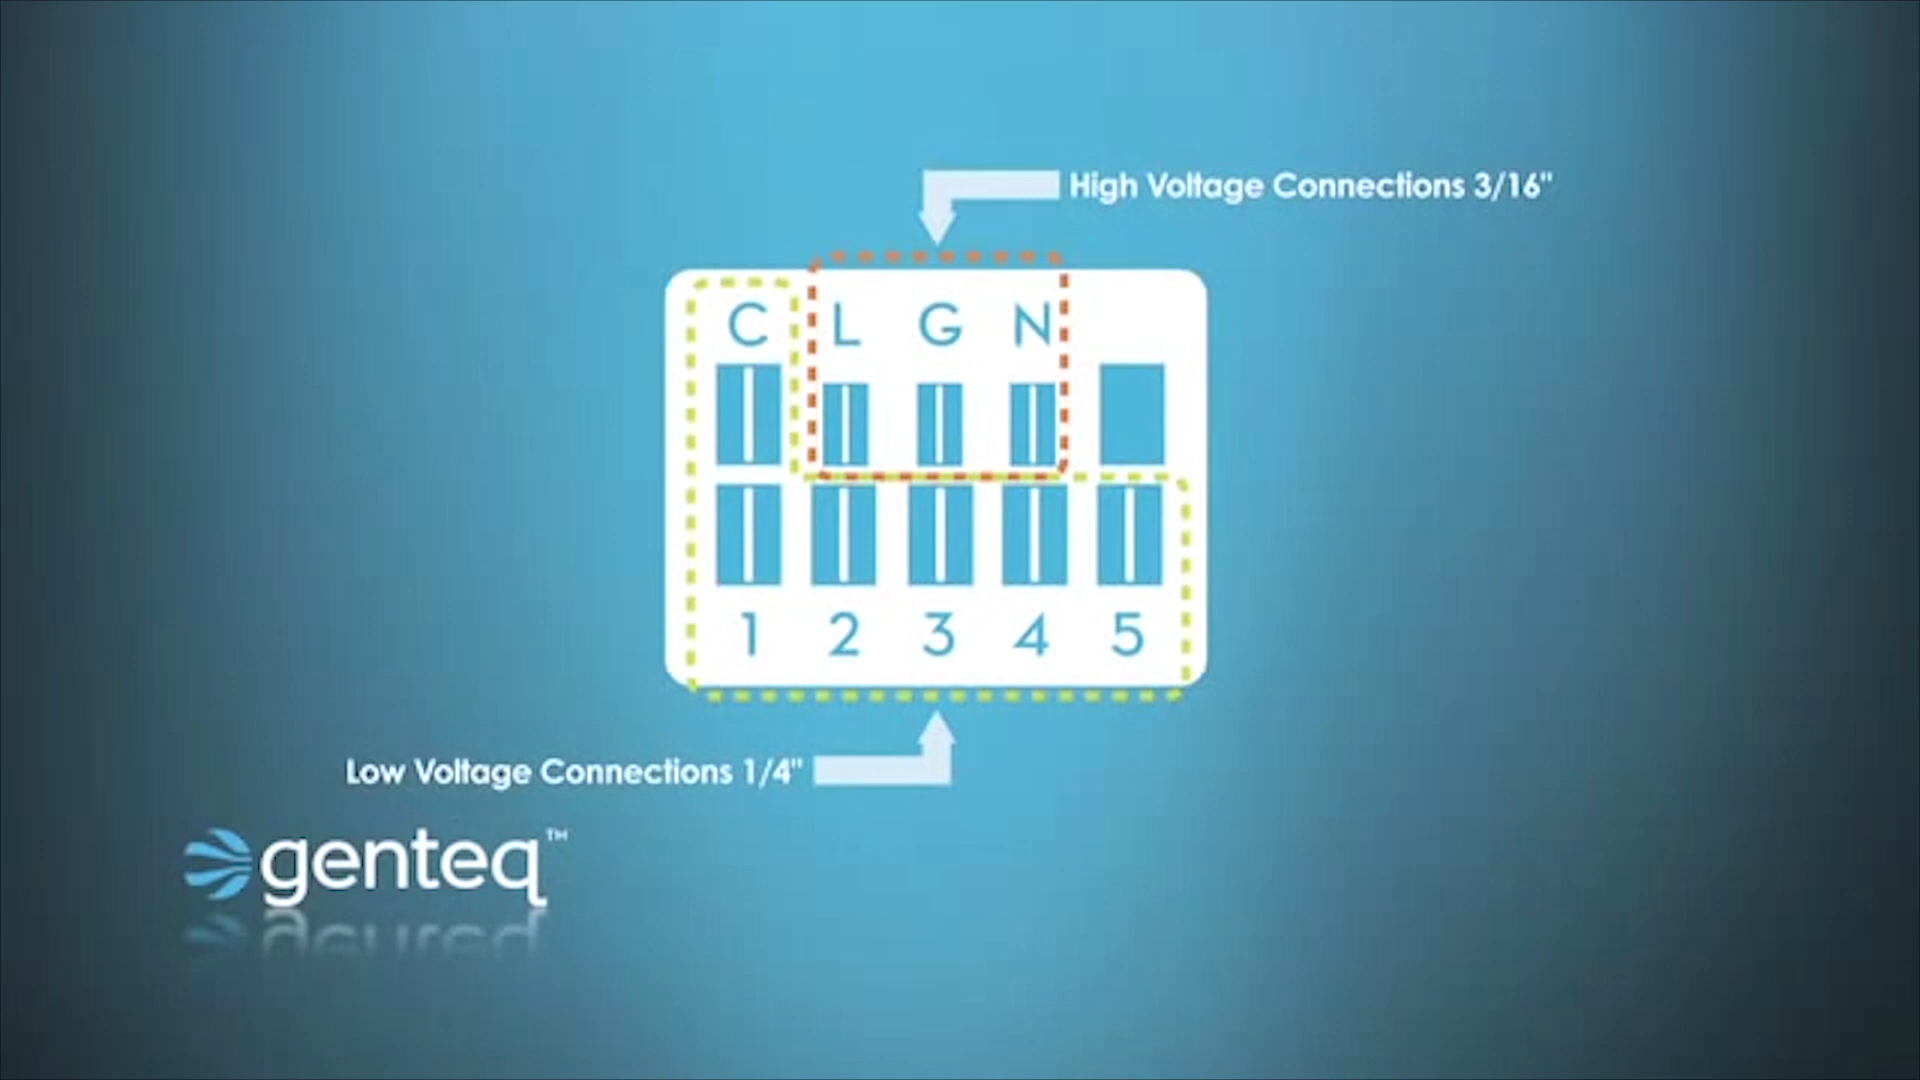 High Voltage Connections 3/16"
C L G N
1 2 3 4 5
Low Voltage Connections 1/4"
genteq™